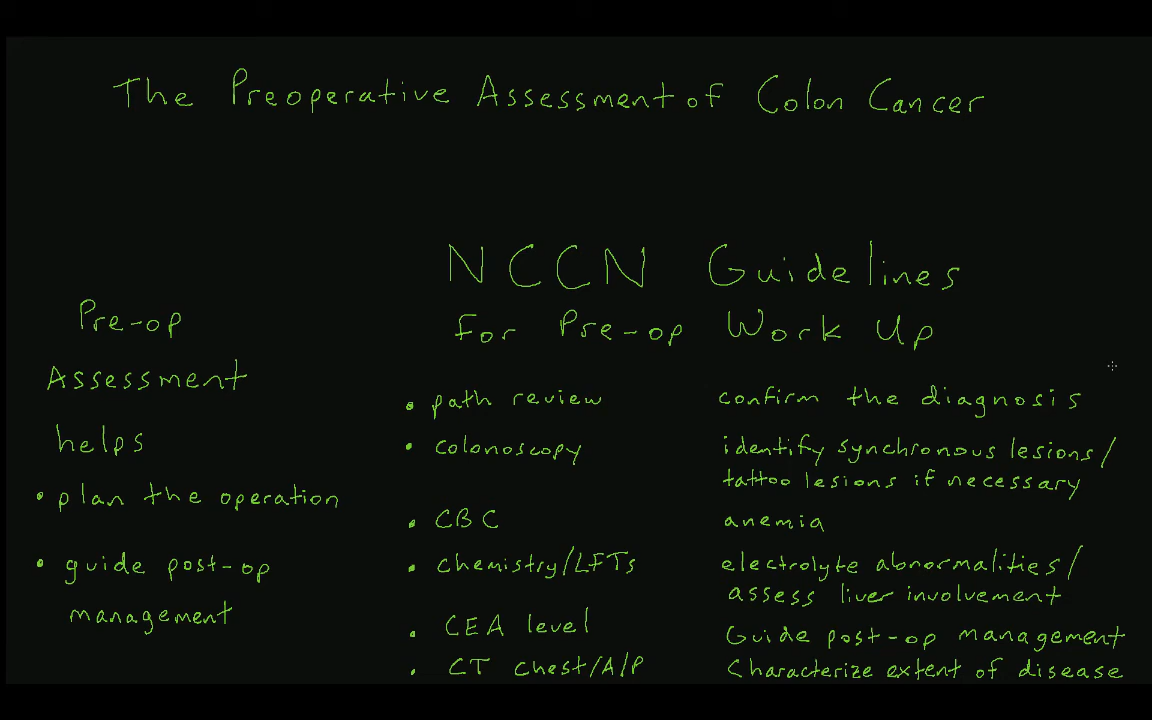 The Preoperative Assessment of Colon Cancer
Pre-op
Assessment
helps
• plan the operation
• guide post-op
management
NCCN Guidelines
for Pre-op Work Up
• path review confirm the diagnosis
• colonoscopy identify synchronous lesions/
tattoo lesions if necessary
• CBC anemia
• chemistry/LFTs electrolyte abnormalities/
assess liver involvement
• CEA level Guide post-op management
• CT chest/A/P Characterize extent of disease